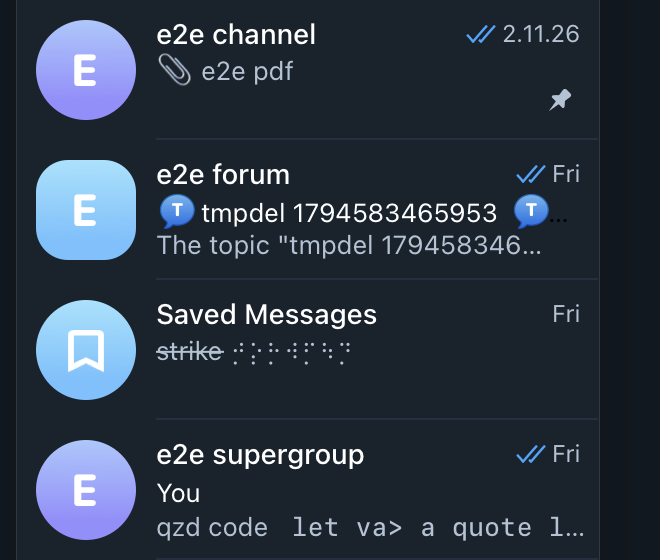 E
e2e channel 2.11.26
e2e pdf
E
e2e forum Fri
T tmpdel 1794583465953 T...
The topic "tmpdel 179458346...
Saved Messages Fri
strike
E
e2e supergroup Fri
You
qzd code let va> a quote l...